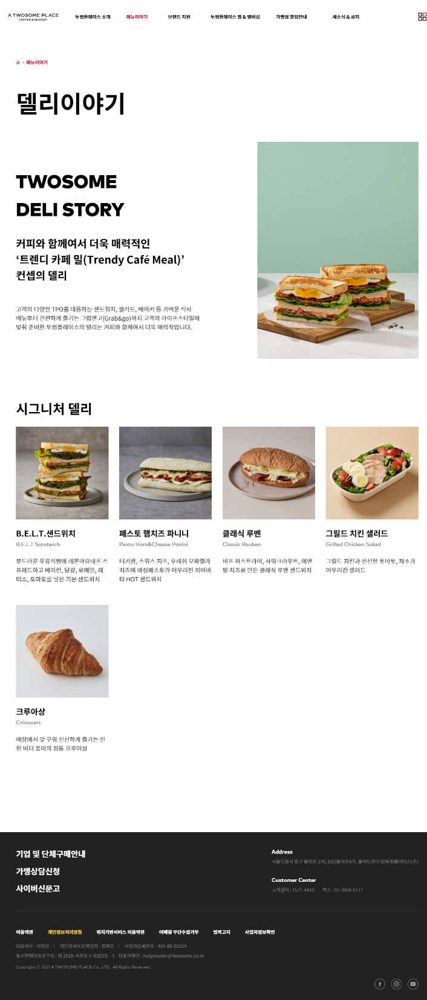 A TWOSOME PLACE
COFFEE & DESSERT
투썸플레이스 소개
메뉴이야기
브랜드 지원
투썸플레이스 앱 & 멤버십
가맹점 창업안내
새소식 & 공지
홈 • 메뉴이야기
델리이야기
TWOSOME
DELI STORY
커피와 함께여서 더욱 매력적인
‘트렌디 카페 밀(Trendy Café Meal)’
컨셉의 델리
고객의 다양한 TPO를 대응하는 샌드위치, 샐러드, 베이커 등 가벼운 식사
메뉴부터 간편하게 즐기는 그랩앤고(Grab&go)까지 고객의 라이프스타일에
맞춰 준비한 투썸플레이스의 델리는 커피와 함께여서 더욱 매력적입니다.
시그니처 델리
B.E.L.T.샌드위치
B.E.L.T Sandwich
부드러운 우유식빵에 레몬마요네즈 스
프레드하고 베이컨, 달걀, 로메인, 레
터스, 토마토를 넣은 기본 샌드위치
페스토 햄치즈 파니니
Pesto Ham&Cheese Panini
터키햄, 스위스 치즈, 후레쉬 모짜렐라
치즈에 바질페스토가 어우러진 치아바
타 HOT 샌드위치
클래식 루벤
Classic Reuben
비프 파스트라미, 사워크라우트, 에멘
탈 치즈로 만든 클래식 루벤 샌드위치
그릴드 치킨 샐러드
Grilled Chicken Salad
그릴드 치킨과 신선한 토마토, 채소가
어우러진 샐러드
크루아상
Criossant
매장에서 갓 구워 신선하게 즐기는 진
한 버터 풍미의 정통 크루아상
기업 및 단체구매안내
가맹상담신청
사이버신문고
Address
서울특별시 중구 을지로 170, 8층(을지로4가, 을지트윈타워)투썸플레이스(주)
Customer Center
고객센터 : 1577-4410 팩스 : 02-2058-6777
이용약관
개인정보처리방침
위치기반서비스 이용약관
이메일 무단수집거부
법적고지
사업자정보확인
대표이사 : 이영상 | 개인정보보호책임자 : 장재호 | 사업자등록번호 : 404-86-01054
통신판매업송신고증 : 제 2018-서울중구-0353호 | 대표이메일 : helpmaster@twosome.co.kr
Copyright ⓒ 2021 A TWOSOME PLACE Co., LTD. All Rights Reserved.